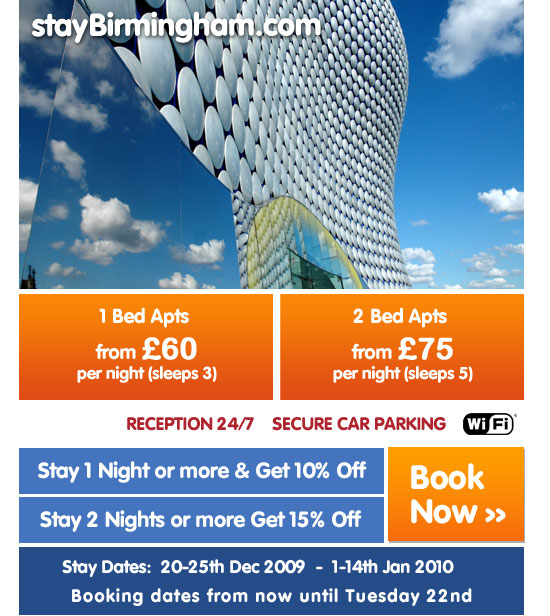 stayBirmingham.com
1 Bed Apts
from £60
per night (sleeps 3)
2 Bed Apts
from £75
per night (sleeps 5)
RECEPTION 24/7 SECURE CAR PARKING Wi Fi
Stay 1 Night or more & Get 10% Off
Stay 2 Nights or more Get 15% Off
Book
Now »
Stay Dates: 20-25th Dec 2009 - 1-14th Jan 2010
Booking dates from now until Tuesday 22nd